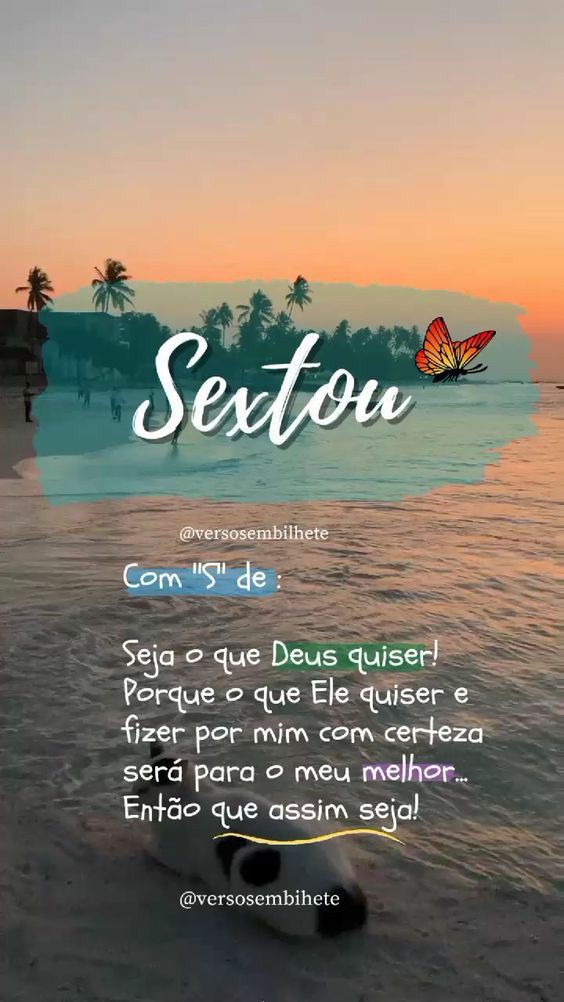 Sextou
@versosembilhete
Com "S" de :
Seja o que Deus quiser!
Porque o que Ele quiser e
fizer por mim com certeza
será para o meu melhor...
Então que assim seja!
@versosembihete